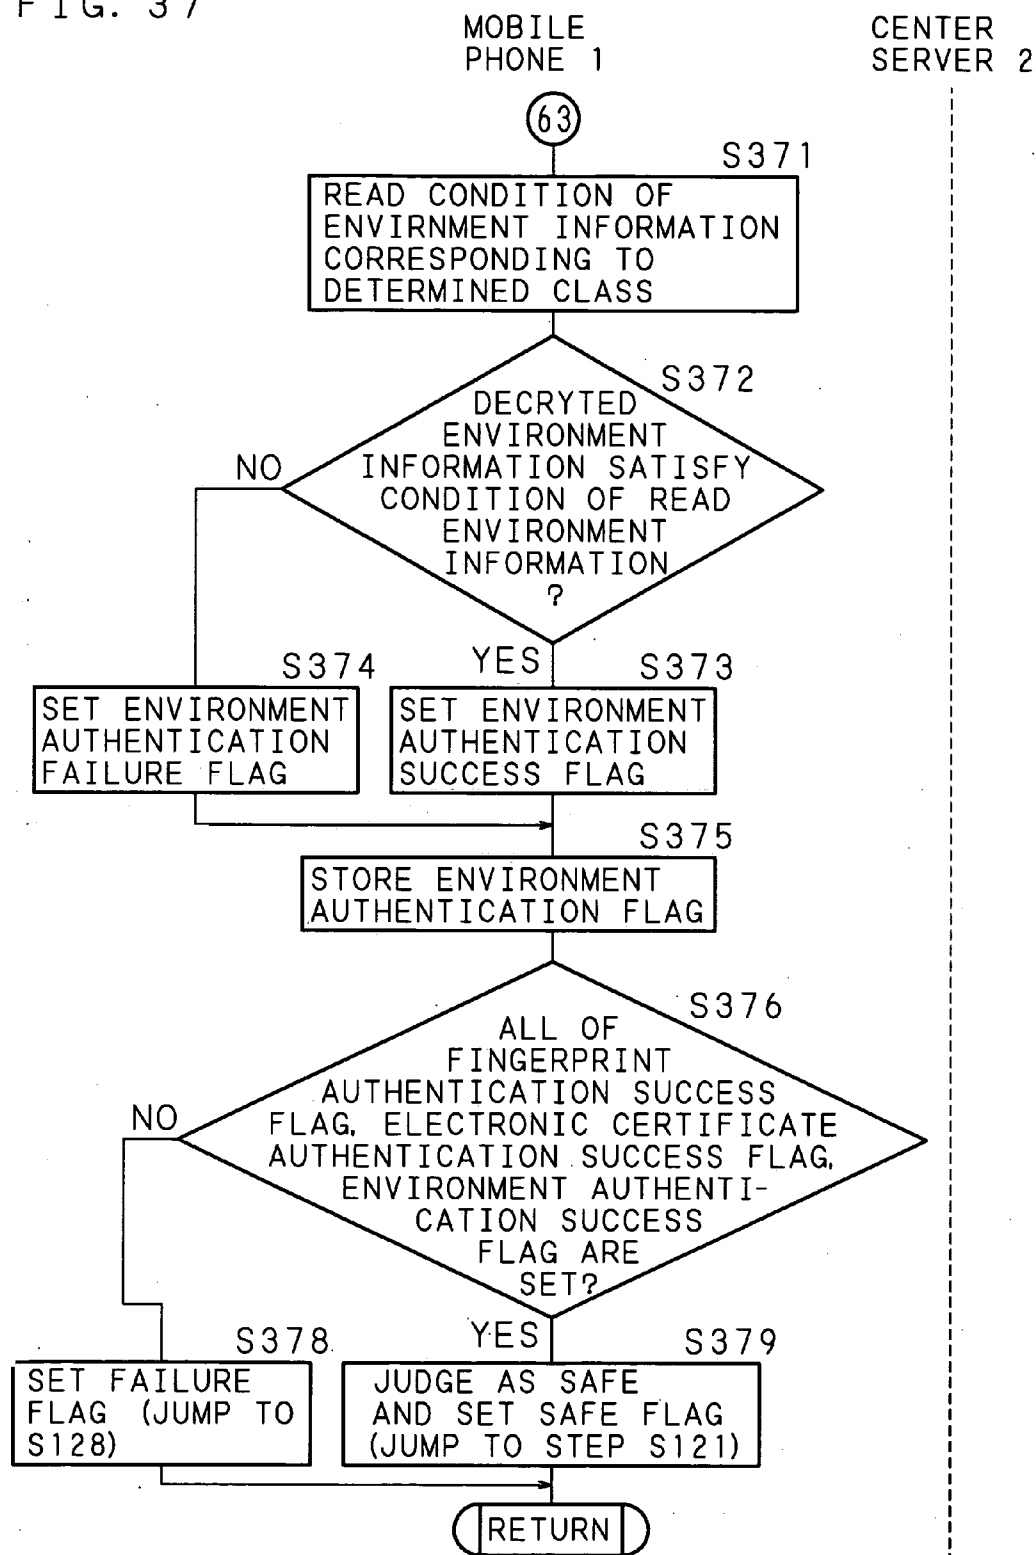 FIG. 37
MOBILE
PHONE 1
CENTER
SERVER 2
63
S371
READ CONDITION OF
ENVIRNMENT INFORMATION
CORRESPONDING TO
DETERMINED CLASS
S372
DECRYTED
ENVIRONMENT
INFORMATION SATISFY
CONDITION OF READ
ENVIRONMENT
INFORMATION
?
NO
YES
S374
SET ENVIRONMENT
AUTHENTICATION
FAILURE FLAG
S373
SET ENVIRONMENT
AUTHENTICATION
SUCCESS FLAG
S375
STORE ENVIRONMENT
AUTHENTICATION FLAG
S376
ALL OF
FINGERPRINT
AUTHENTICATION SUCCESS
FLAG, ELECTRONIC CERTIFICATE
AUTHENTICATION SUCCESS FLAG,
ENVIRONMENT AUTHENTI-
CATION SUCCESS
FLAG ARE
SET?
NO
YES
S378
SET FAILURE
FLAG (JUMP TO
S128)
S379
JUDGE AS SAFE
AND SET SAFE FLAG
(JUMP TO STEP S121)
RETURN